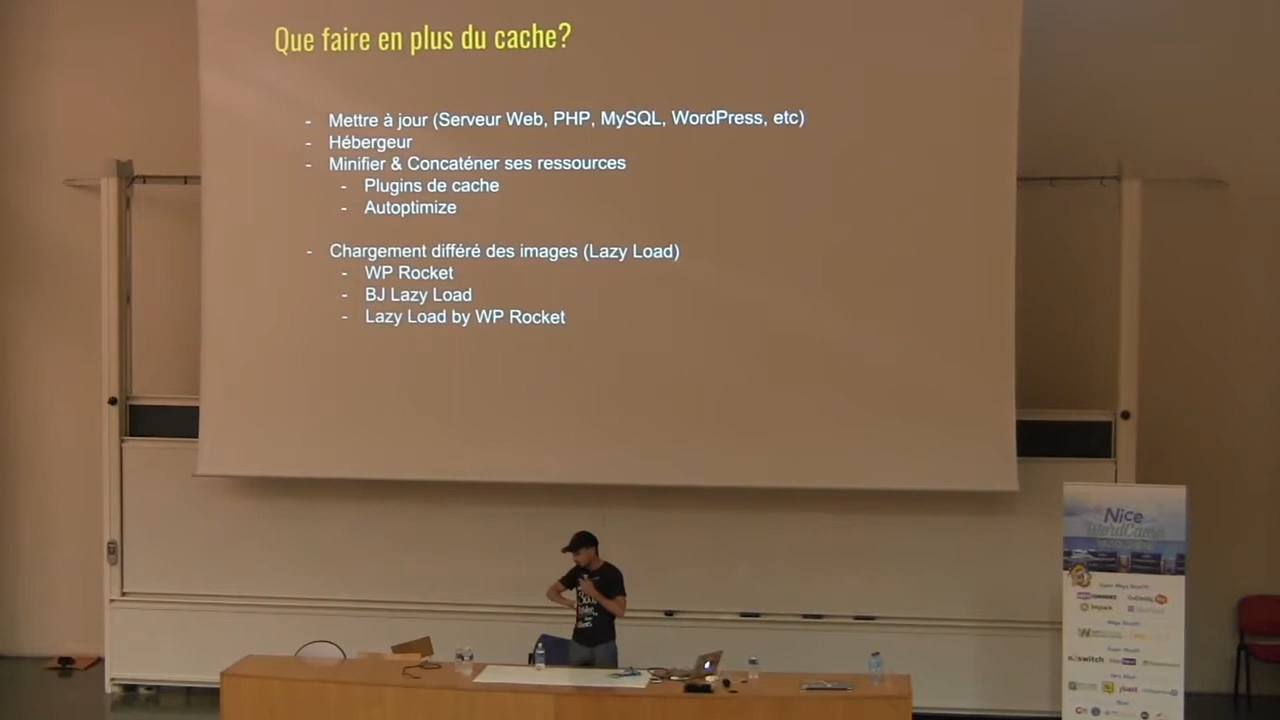 Que faire en plus du cache?
- Mettre à jour (Serveur Web, PHP, MySQL, WordPress, etc)
- Hébergeur
- Minifier & Concaténer ses ressources
- Plugins de cache
- Autoptimize
- Chargement différé des images (Lazy Load)
- WP Rocket
- BJ Lazy Load
- Lazy Load by WP Rocket
Nice
WordCamp